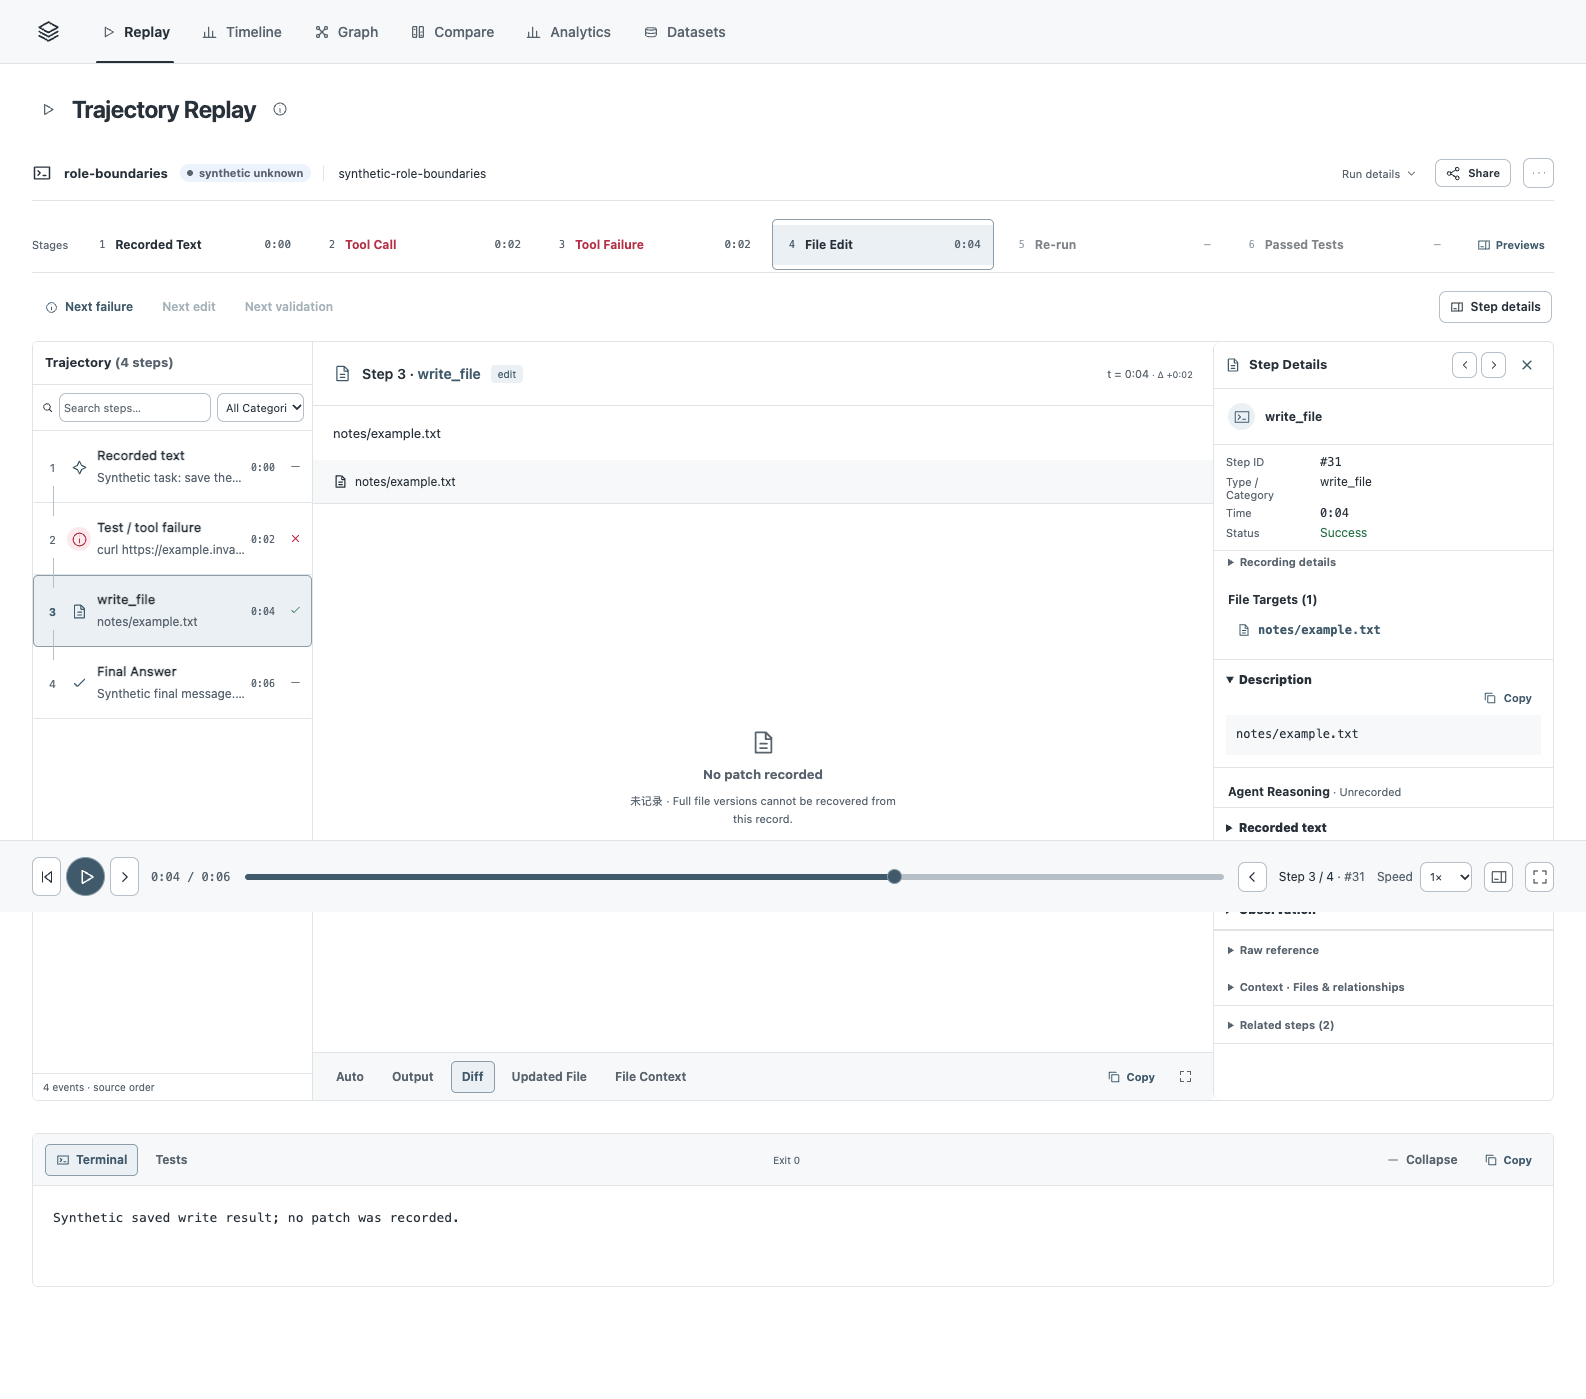 Replay
Timeline
Graph
Compare
Analytics
Datasets
Trajectory Replay
role-boundaries
synthetic unknown
synthetic-role-boundaries
Run details
Share
Stages
1 Recorded Text 0:00
2 Tool Call 0:02
3 Tool Failure 0:02
4 File Edit 0:04
5 Re-run –
6 Passed Tests –
Previews
Next failure
Next edit
Next validation
Step details
Trajectory (4 steps)
Search steps...
All Categori
1 Recorded text 0:00 –
Synthetic task: save the...
2 Test / tool failure 0:02
curl https://example.inva...
3 write_file 0:04
notes/example.txt
4 Final Answer 0:06 –
Synthetic final message....
4 events · source order
Step 3 · write_file edit
t = 0:04 · Δ +0:02
notes/example.txt
notes/example.txt
No patch recorded
未记录 · Full file versions cannot be recovered from
this record.
Auto
Output
Diff
Updated File
File Context
Copy
Step Details
write_file
Step ID #31
Type /
Category write_file
Time 0:04
Status Success
Recording details
File Targets (1)
notes/example.txt
Description
Copy
notes/example.txt
Agent Reasoning · Unrecorded
Recorded text
Raw reference
Context · Files & relationships
Related steps (2)
0:04 / 0:06
Step 3 / 4 · #31
Speed
1×
Terminal
Tests
Exit 0
Collapse
Copy
Synthetic saved write result; no patch was recorded.